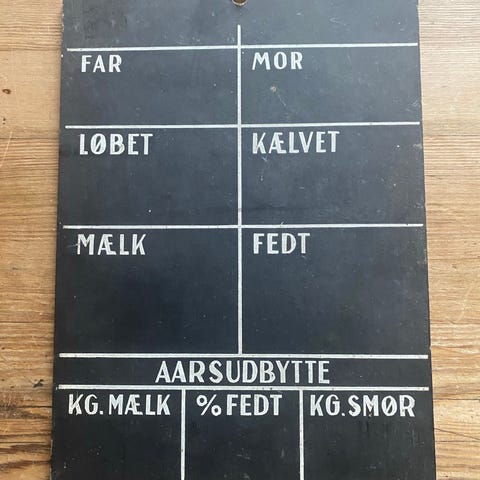 FAR MOR
LØBET KÆLVET
MÆLK FEDT
AARSUDBYTTE
KG. MÆLK % FEDT KG. SMØR